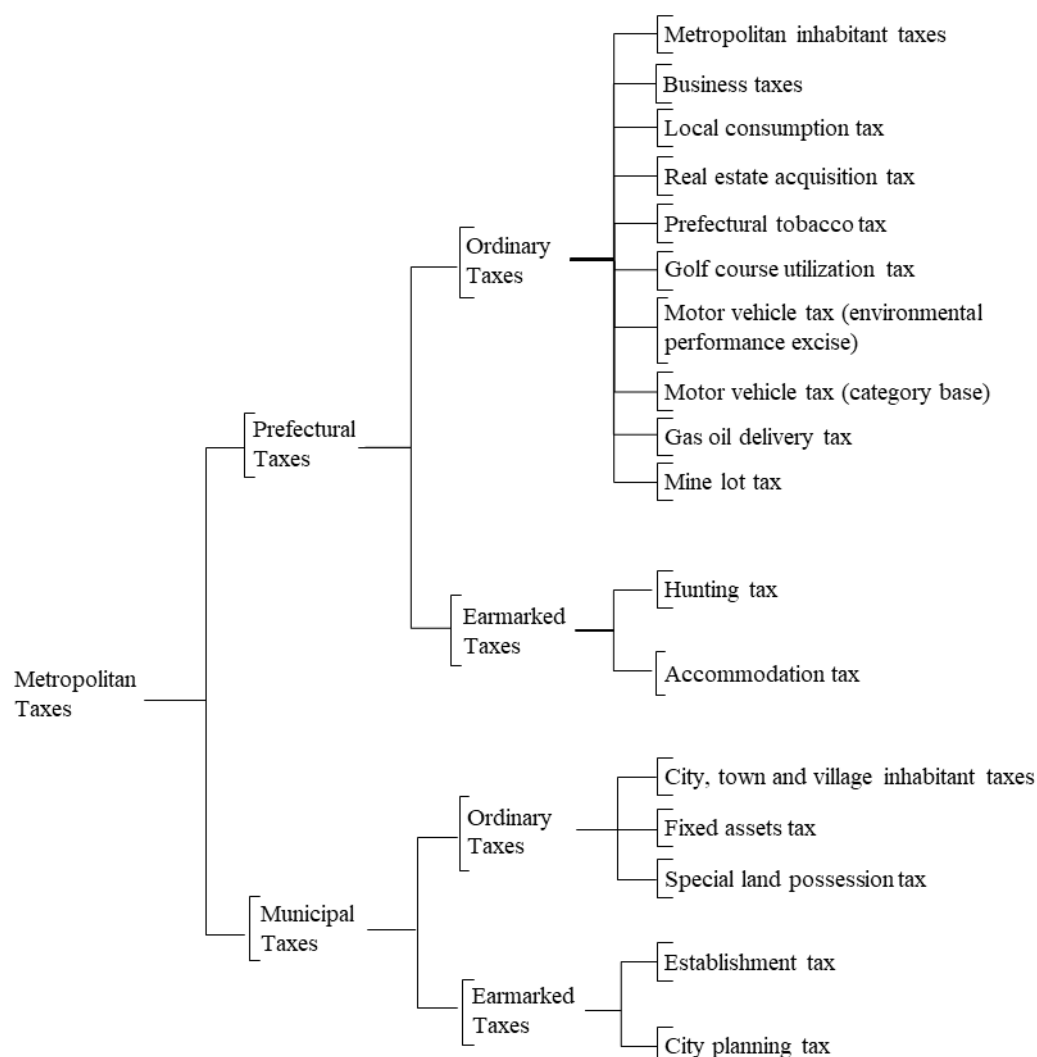 Metropolitan inhabitant taxes
Business taxes
Local consumption tax
Real estate acquisition tax
Prefectural tobacco tax
Golf course utilization tax
Motor vehicle tax (environmental
performance excise)
Motor vehicle tax (category base)
Gas oil delivery tax
Mine lot tax
Ordinary
Taxes
Prefectural
Taxes
Hunting tax
Earmarked
Taxes
Accommodation tax
Metropolitan
Taxes
City, town and village inhabitant taxes
Ordinary
Taxes
Fixed assets tax
Special land possession tax
Municipal
Taxes
Establishment tax
Earmarked
Taxes
City planning tax